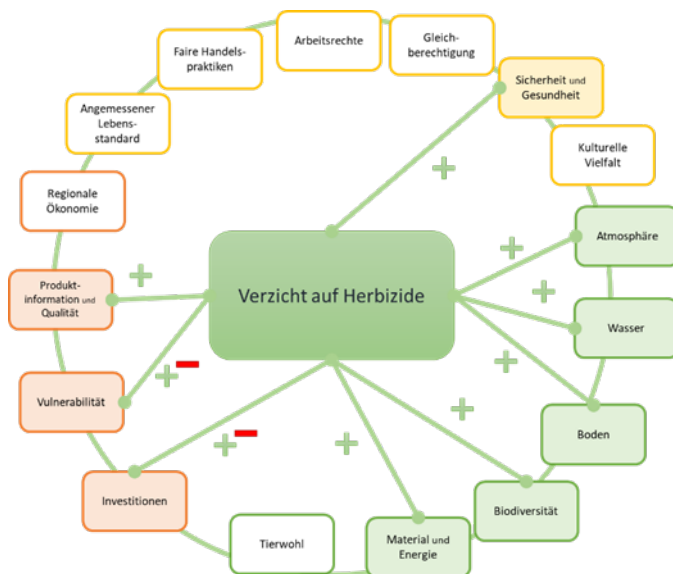 Arbeitsrechte
Gleich-
berechtigung
Faire Handels-
praktiken
Sicherheit und
Gesundheit
Angemessener
Lebens-
standard
Kulturelle
Vielfalt
+
Regionale
Ökonomie
Atmosphäre
+
+
Produkt-
information und
Qualität
Verzicht auf Herbizide
+
Wasser
+
Vulnerabilität
+ −
+
Boden
+ −
+
+
Investitionen
Biodiversität
Tierwohl
Material und
Energie